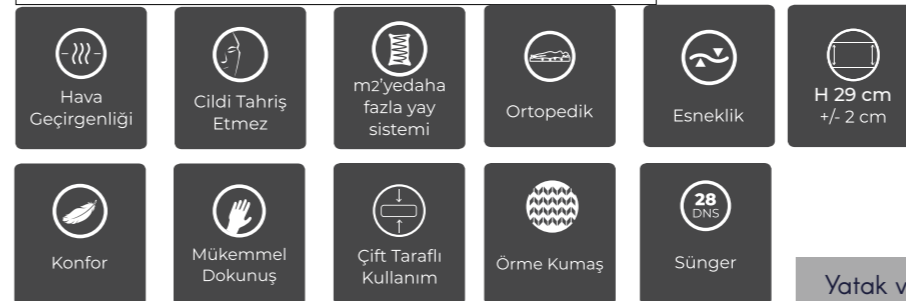 Hava
Geçirgenliği
Cildi Tahriş
Etmez
m2'yedaha
fazla yay
sistemi
Ortopedik
Esneklik
H 29 cm
+/- 2 cm
Konfor
Mükemmel
Dokunuş
Çift Taraflı
Kullanım
Örme Kumaş
28
DNS
Sünger
Yatak v